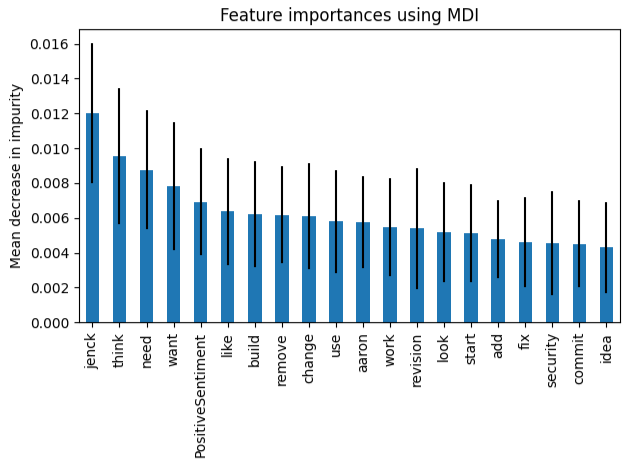 Feature importances using MDI
Mean decrease in impurity
0.016
0.014
0.012
0.010
0.008
0.006
0.004
0.002
0.000
jenck
think
need
want
PositiveSentiment
like
build
remove
change
use
aaron
work
revision
look
start
add
fix
security
commit
idea